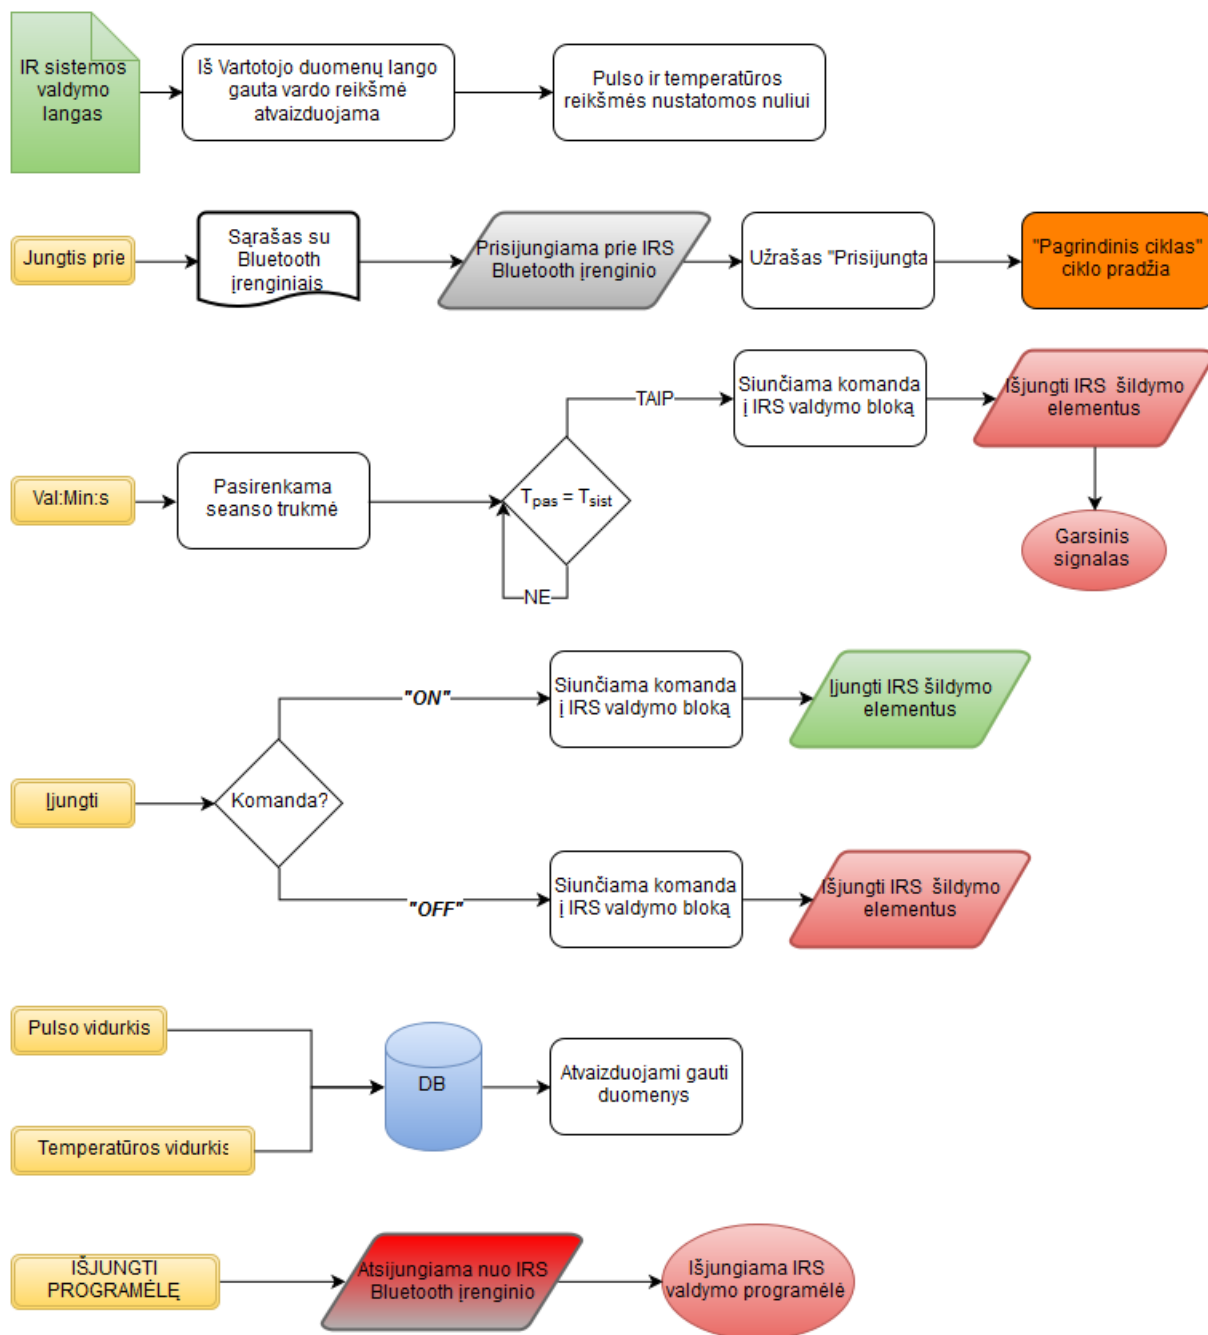 IR sistemos
valdymo
langas
Iš Vartotojo duomenų lango
gauta vardo reikšmė
atvaizduojama
Pulso ir temperatūros
reikšmės nustatomos nuliui
Jungtis prie
Sąrašas su
Bluetooth
įrenginiais
Prisijungiama prie IRS
Bluetooth įrenginio
Užrašas "Prisijungta
"Pagrindinis ciklas"
ciklo pradžia
Val:Min:s
Pasirenkama
seanso trukmė
Tpas = Tsist
TAIP
NE
Siunčiama komanda
į IRS valdymo bloką
Išjungti IRS šildymo
elementus
Garsinis
signalas
Įjungti
Komanda?
"ON"
Siunčiama komanda
į IRS valdymo bloką
Įjungti IRS šildymo
elementus
"OFF"
Siunčiama komanda
į IRS valdymo bloką
Išjungti IRS šildymo
elementus
Pulso vidurkis
Temperatūros vidurkis
DB
Atvaizduojami gauti
duomenys
IŠJUNGTI
PROGRAMĖLĘ
Atsijungiama nuo IRS
Bluetooth įrenginio
Išjungiama IRS
valdymo programėlė